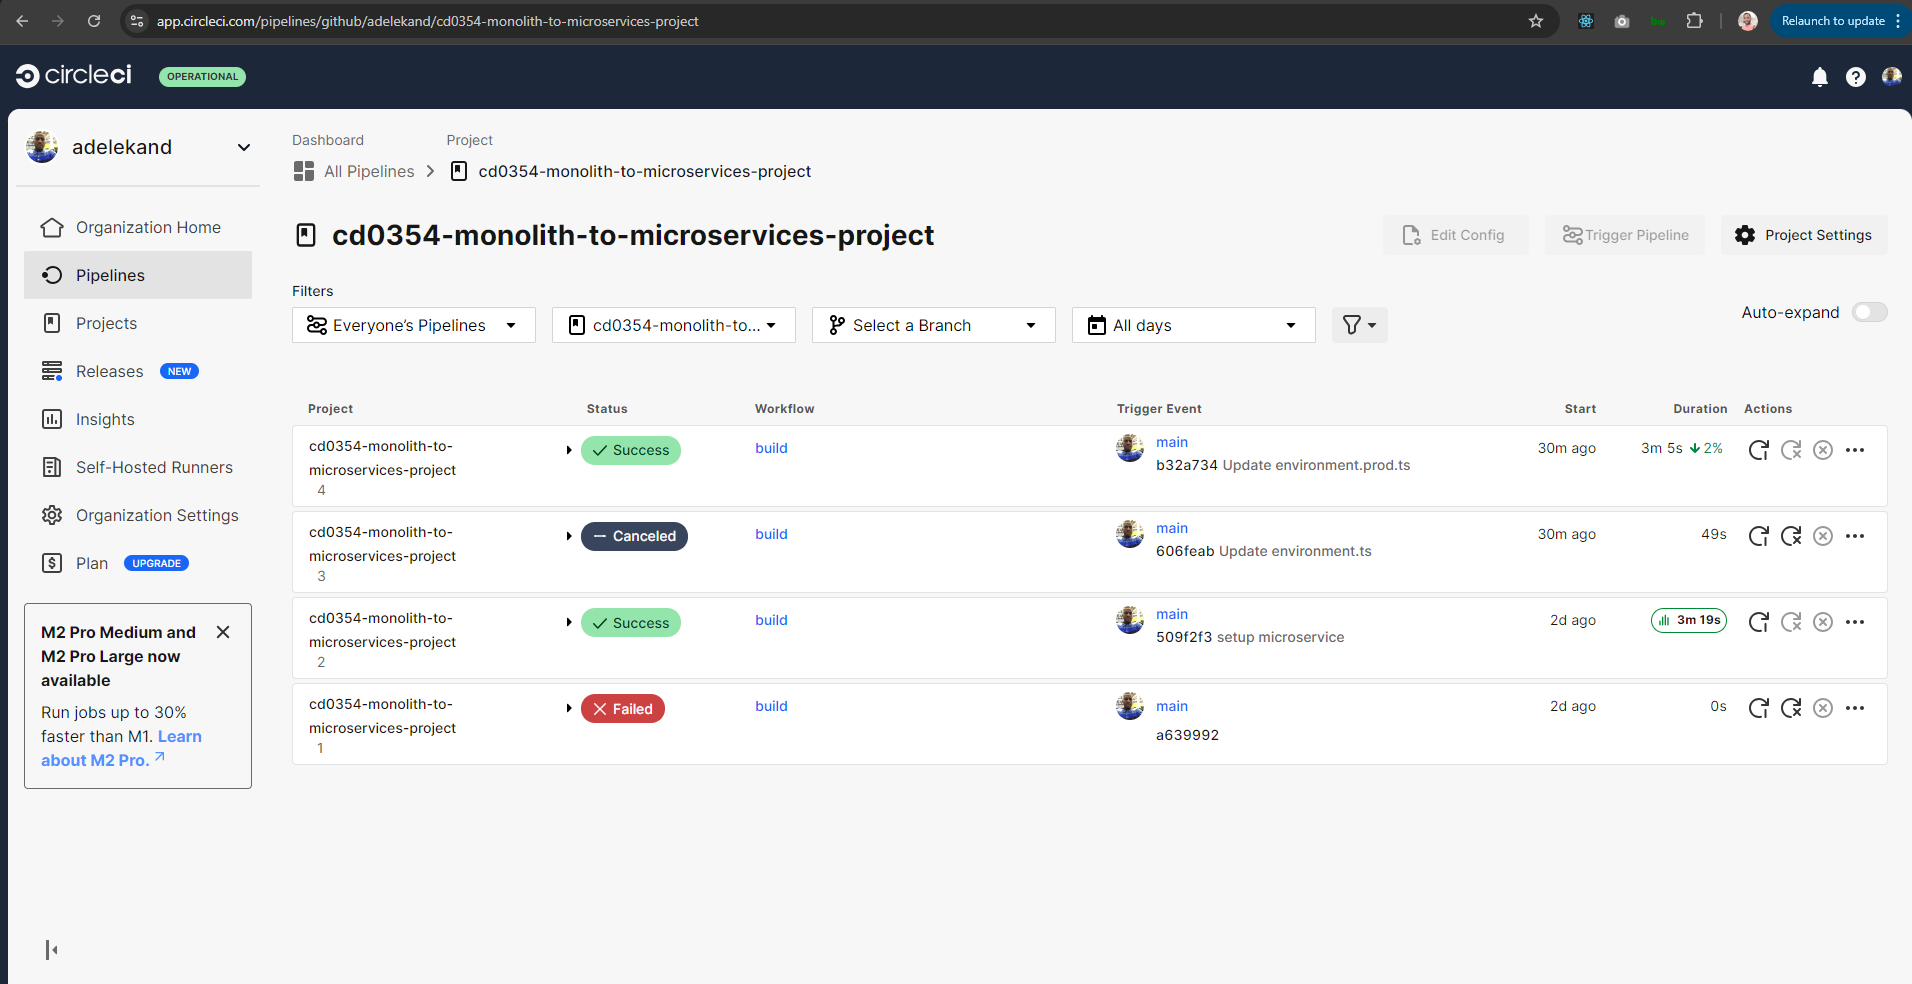 app.circleci.com/pipelines/github/adelekand/cd0354-monolith-to-microservices-project
Relaunch to update
circleci
OPERATIONAL
adelekand
Organization Home
Pipelines
Projects
Releases NEW
Insights
Self-Hosted Runners
Organization Settings
Plan UPGRADE
M2 Pro Medium and
M2 Pro Large now
available
Run jobs up to 30%
faster than M1. Learn
about M2 Pro.
Dashboard Project
All Pipelines cd0354-monolith-to-microservices-project
cd0354-monolith-to-microservices-project
Edit Config Trigger Pipeline Project Settings
Filters
Everyone’s Pipelines cd0354-monolith-to... Select a Branch All days
Auto-expand
Project Status Workflow Trigger Event Start Duration Actions
cd0354-monolith-to-
microservices-project
4
Success build main 30m ago 3m 5s 2%
b32a734 Update environment.prod.ts
cd0354-monolith-to-
microservices-project
3
Canceled build main 30m ago 49s
606feab Update environment.ts
cd0354-monolith-to-
microservices-project
2
Success build main 2d ago 3m 19s
509f2f3 setup microservice
cd0354-monolith-to-
microservices-project
1
Failed build main 2d ago 0s
a639992